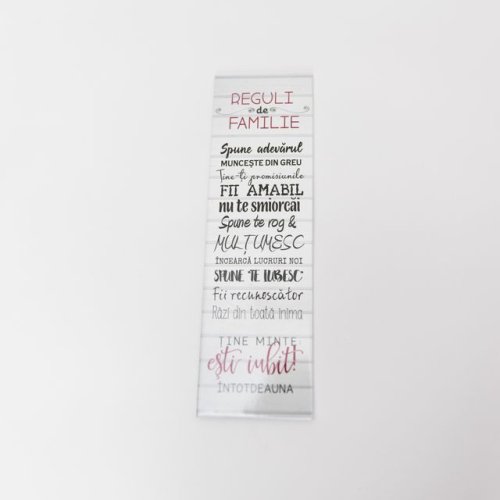 REGULI
de
FAMILIE
Spune adevărul
MUNCEȘTE DIN GREU
Ține-ți promisiunile
FII AMABIL
nu te smiorcăi
Spune te rog &
MULȚUMESC
ÎNCEARCĂ LUCRURI NOI
SPUNE "TE IUBESC"
Fii recunoscător
Râzi din toată inima
ȚINE MINTE
ești iubit!
ÎNTOTDEAUNA